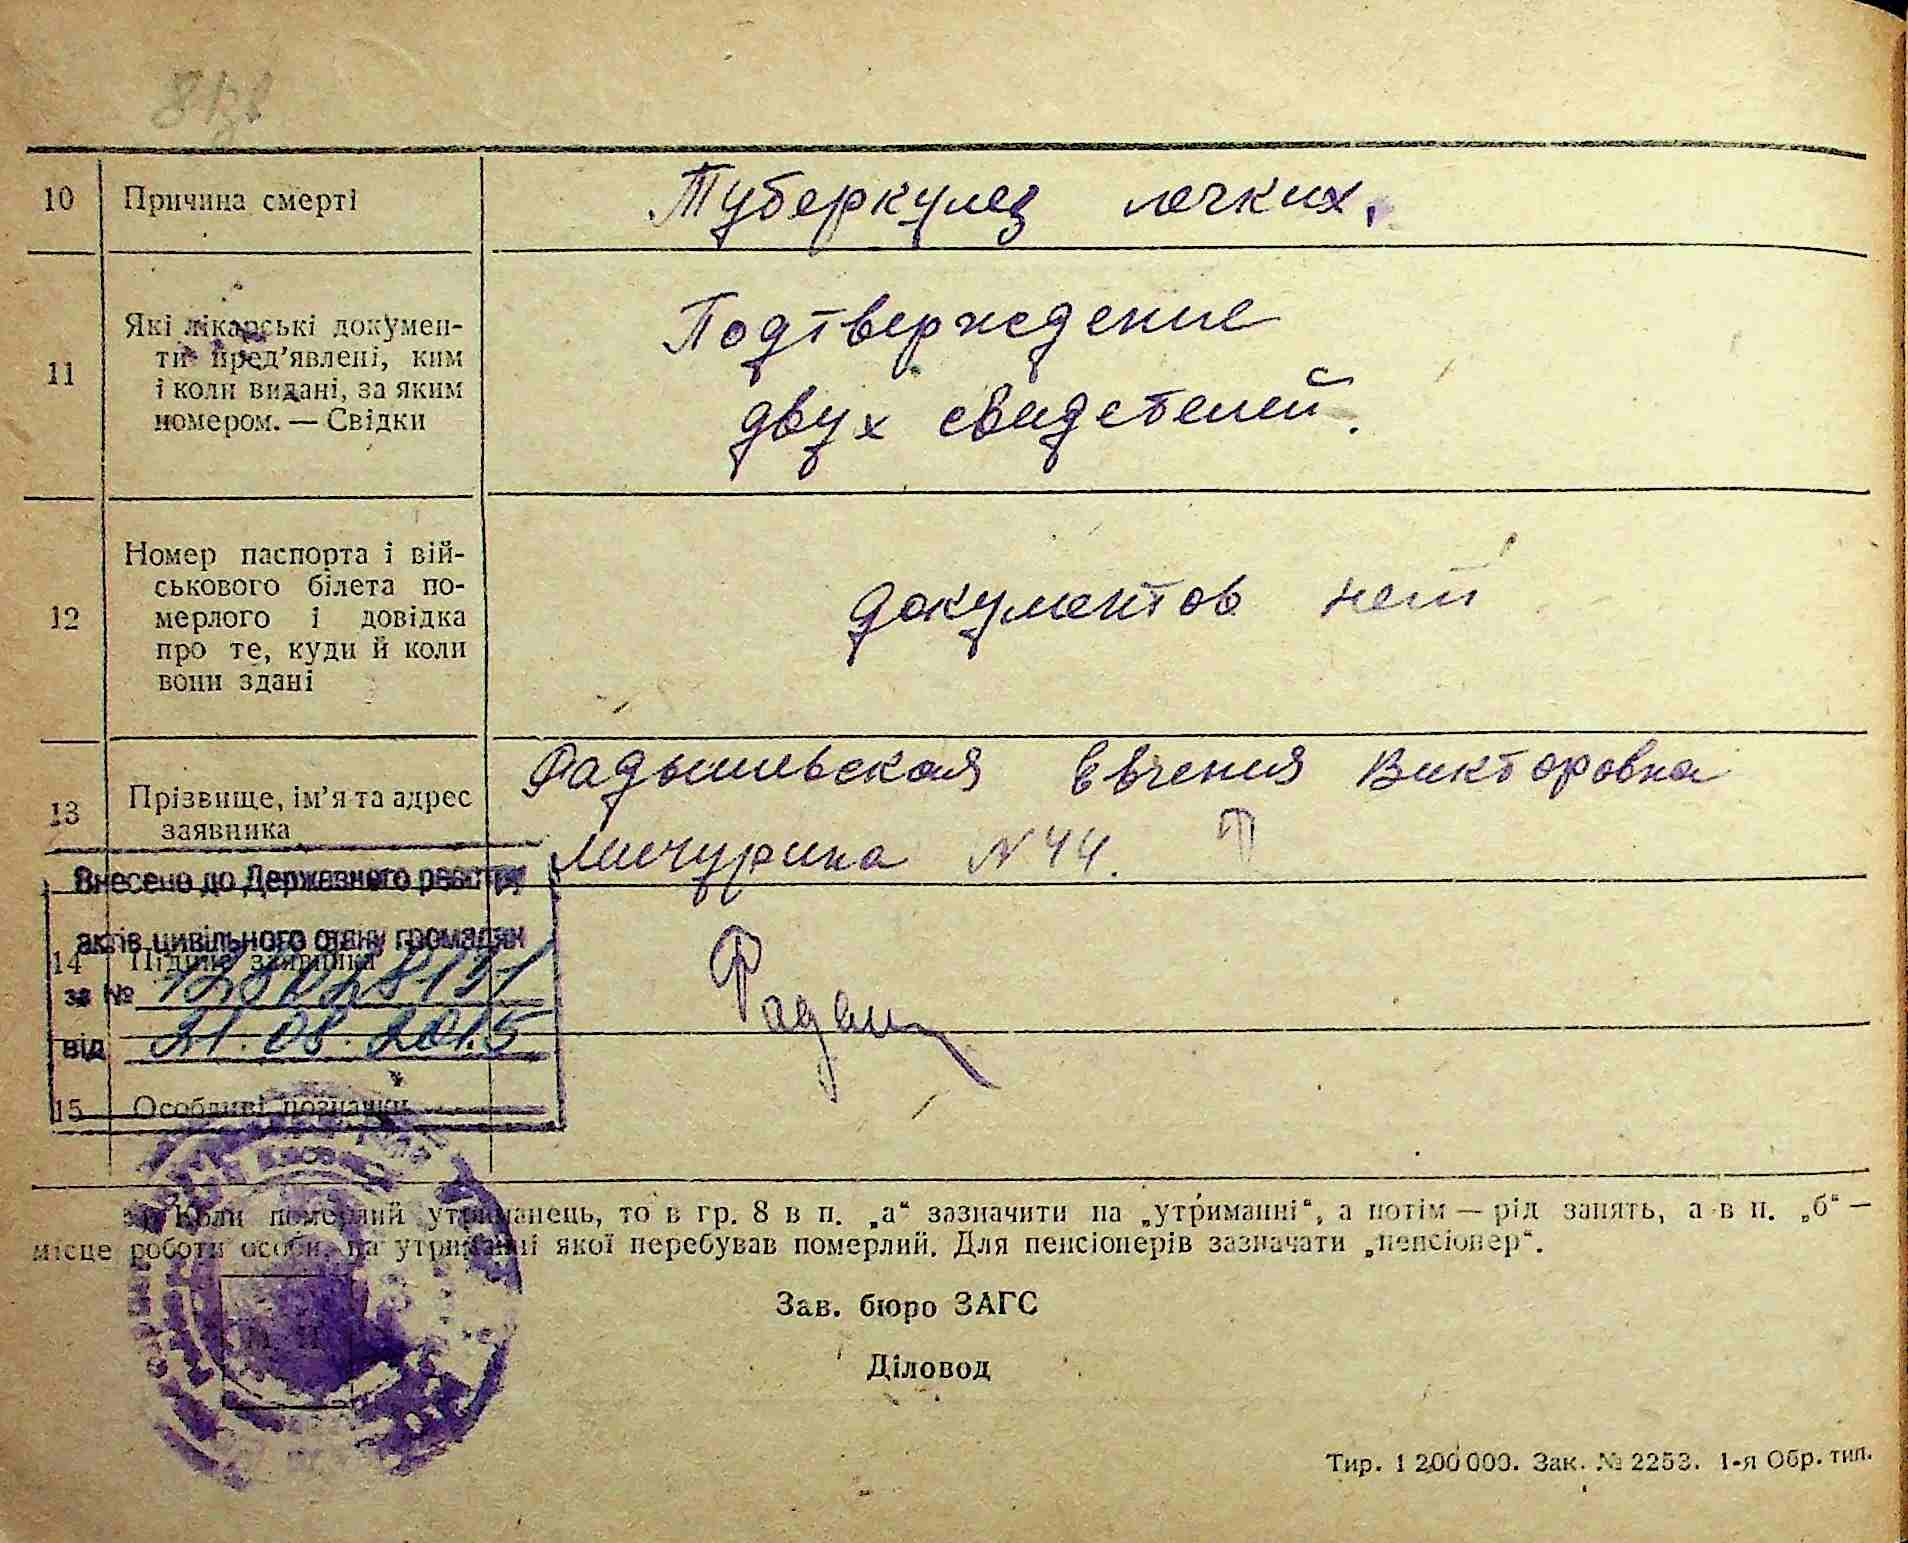 10 Причина смерті Туберкулез легких.
11 Які лікарські докумен-
ти пред'явлені, ким
і коли видані, за яким
номером. — Свідки
Подтверждение
двух свидетелей.
12 Номер паспорта і вій-
ськового білета по-
мерлого і довідка
про те, куди й коли
вони здані
документов нет
13 Прізвище, ім'я та адрес
заявника
Фадышевская Евгения Викторовна
Мичурина N 44.
Внесено до Державного реєстру
актів цивільного стану громадян
14 Підпис заявника
за №
від 21.08.2015
15 Особливі позначки
Коли померлий утриманець, то в гр. 8 в п. „а“ зазначити на „утриманні“, а потім — рід занять, а в п. „б“ —
місце роботи особи, на утриманні якої перебував померлий. Для пенсіонерів зазначати „пенсіонер“.
Зав. бюро ЗАГС
Діловод
Тир. 1 200 000. Зак. № 2253. 1-я Обр. тип.